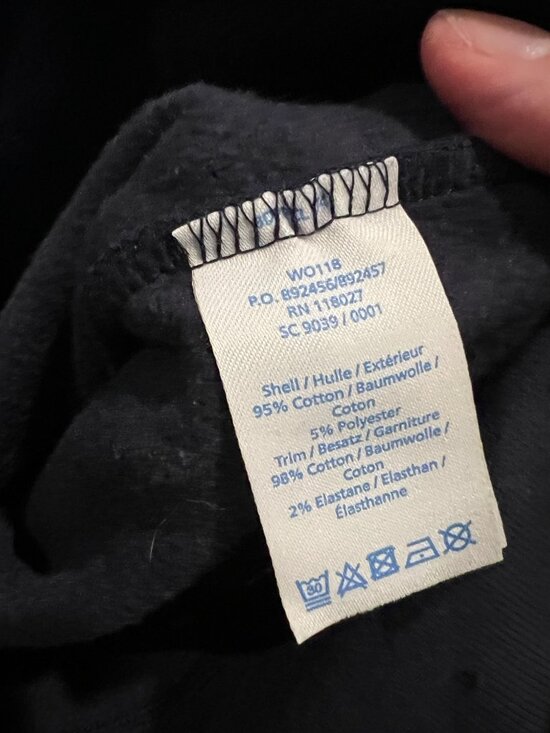 WO118
P.O. 892456/892457
RN 118027
SC 9039 / 0001
Shell / Hulle / Extérieur
95% Cotton / Baumwolle /
Coton
5% Polyester
Trim / Besatz / Garniture
98% Cotton / Baumwolle /
Coton
2% Elastane / Elasthan /
Élasthanne
30